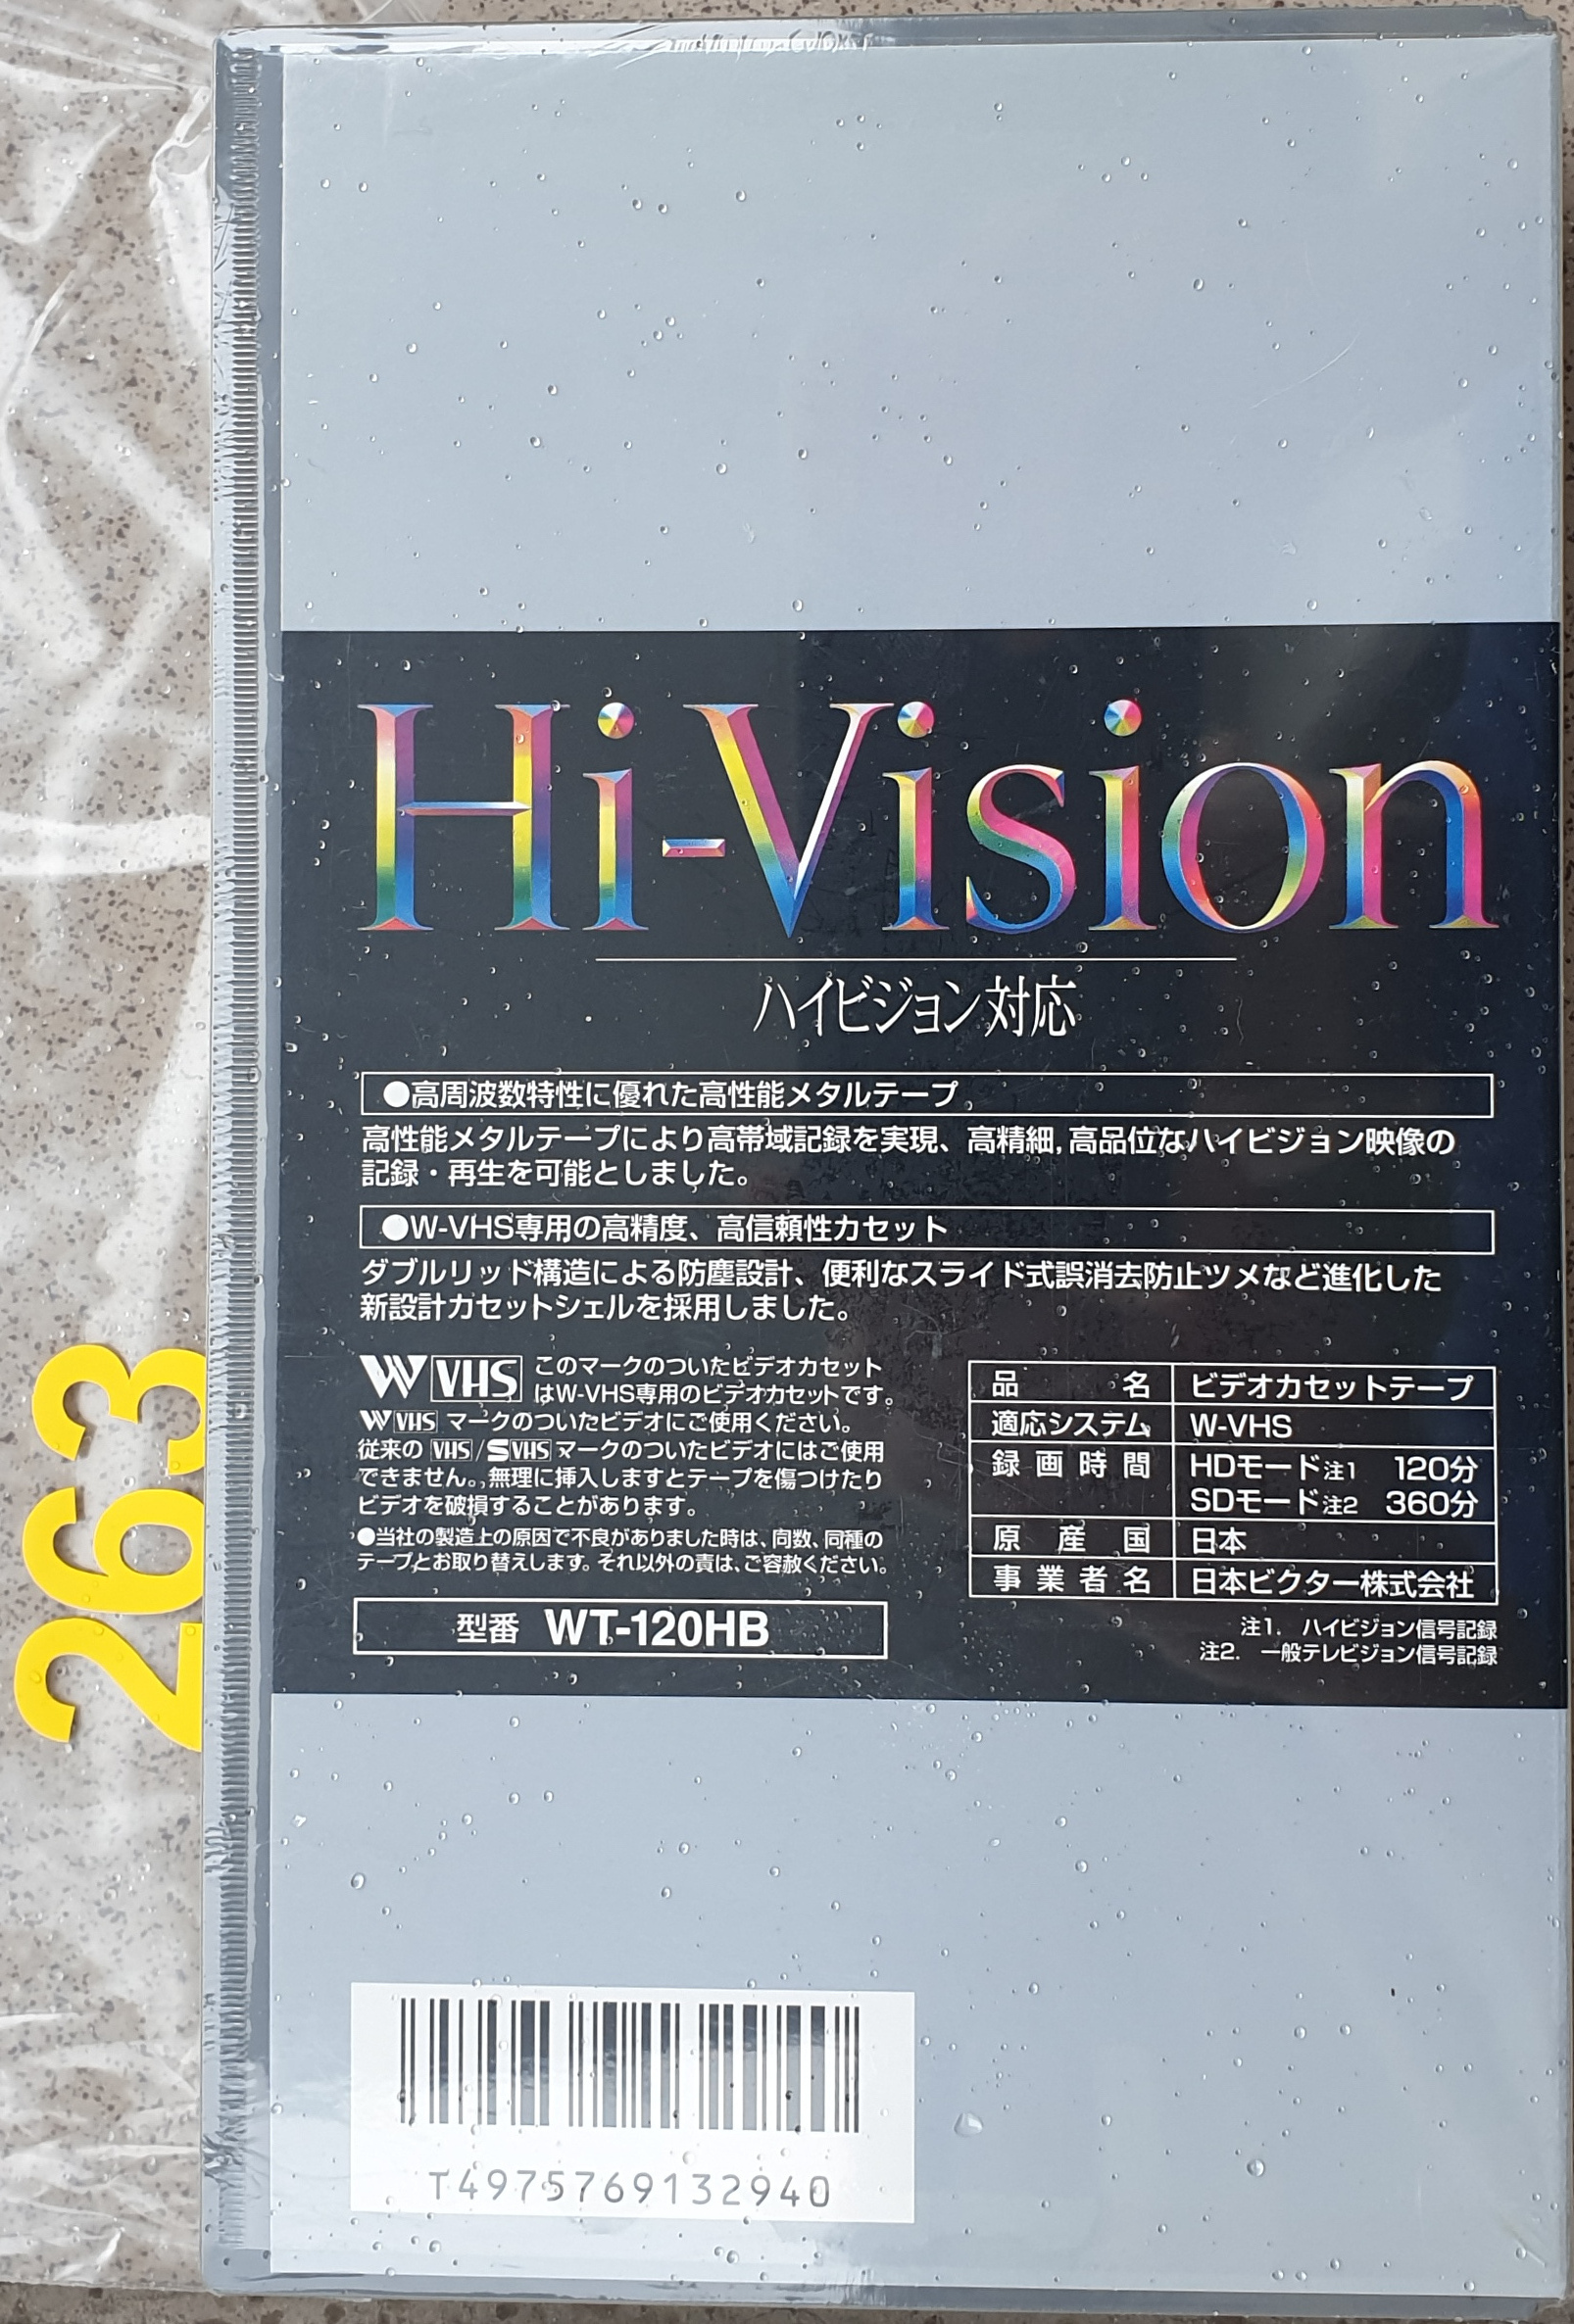 Hi-Vision
ハイビジョン対応
●高周波数特性に優れた高性能メタルテープ
高性能メタルテープにより高帯域記録を実現、高精細,高品位なハイビジョン映像の
記録・再生を可能としました。
●W-VHS専用の高精度、高信頼性カセット
ダブルリッド構造による防塵設計、便利なスライド式誤消去防止ツメなど進化した
新設計カセットシェルを採用しました。
W VHS このマークのついたビデオカセット
はW-VHS専用のビデオカセットです。
W VHS マークのついたビデオにご使用ください。
従来の VHS/S VHS マークのついたビデオにはご使用
できません。無理に挿入しますとテープを傷つけたり
ビデオを破損することがあります。
●当社の製造上の原因で不良がありました時は、同数、同種の
テープとお取り替えします。それ以外の責は、ご容赦ください。
型番 WT-120HB
品名 ビデオカセットテープ
適応システム W-VHS
録画時間 HDモード注1 120分
SDモード注2 360分
原産国 日本
事業者名 日本ビクター株式会社
注1. ハイビジョン信号記録
注2. 一般テレビジョン信号記録
T4975769132940
263